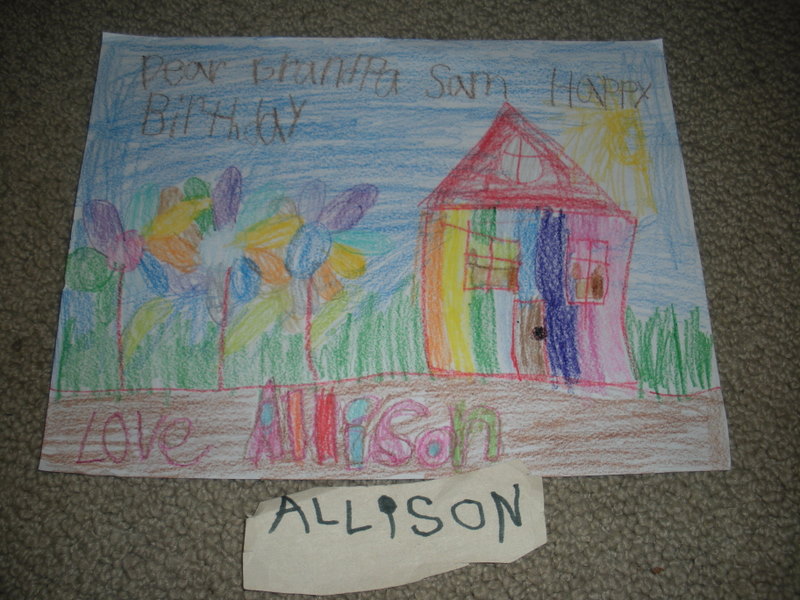 Dear Grandpa Sam Happy
Birthday
Love Allison
ALLiSON